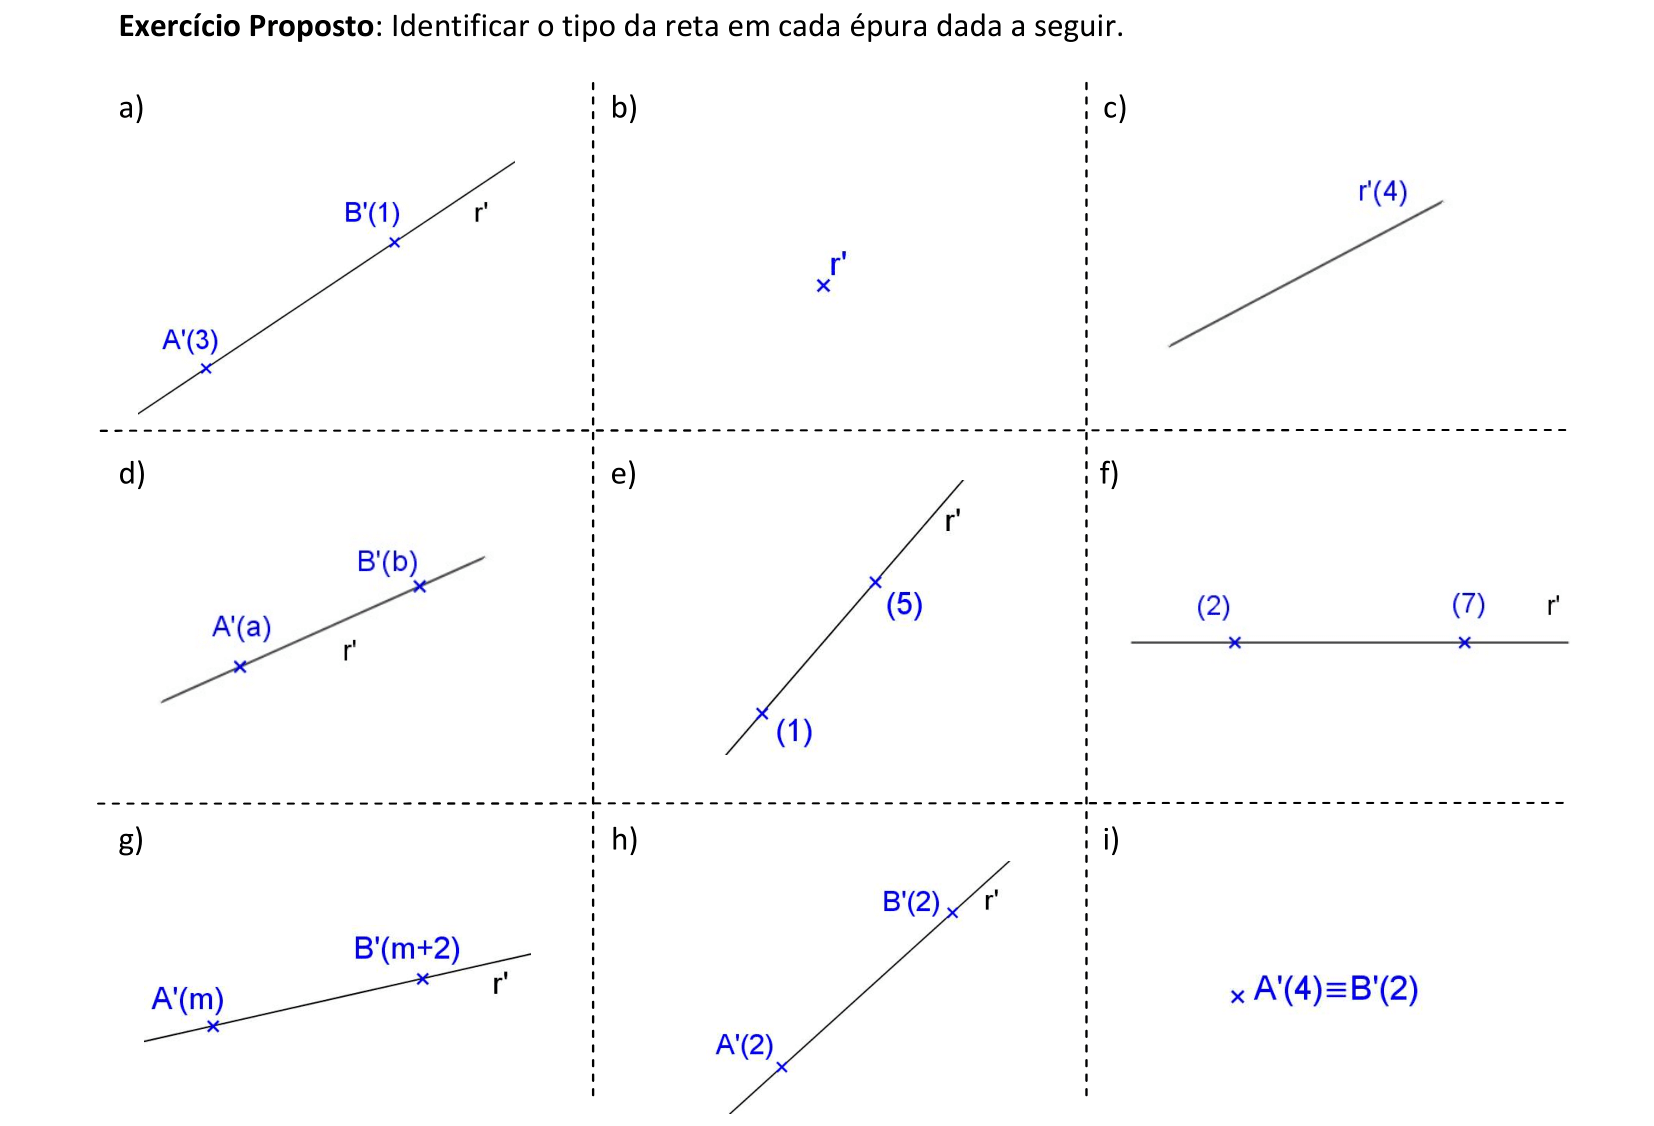 Exercício Proposto: Identificar o tipo da reta em cada épura dada a seguir.
a)
B'(1)
r'
A'(3)
b)
r'
c)
r'(4)
d)
B'(b)
A'(a)
r'
e)
r'
(5)
(1)
f)
(2)
(7)
r'
g)
B'(m+2)
r'
A'(m)
h)
B'(2)
r'
A'(2)
i)
A'(4)≡B'(2)